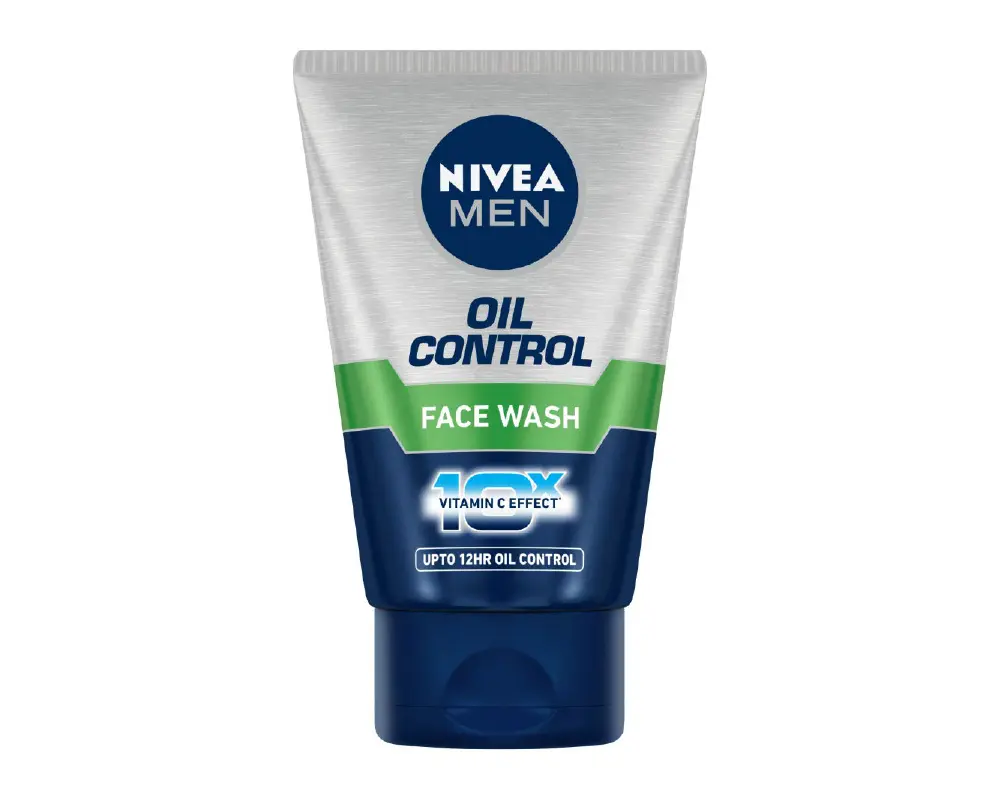 NIVEA
MEN
OIL
CONTROL
FACE WASH
10X
VITAMIN C EFFECT*
UPTO 12HR OIL CONTROL